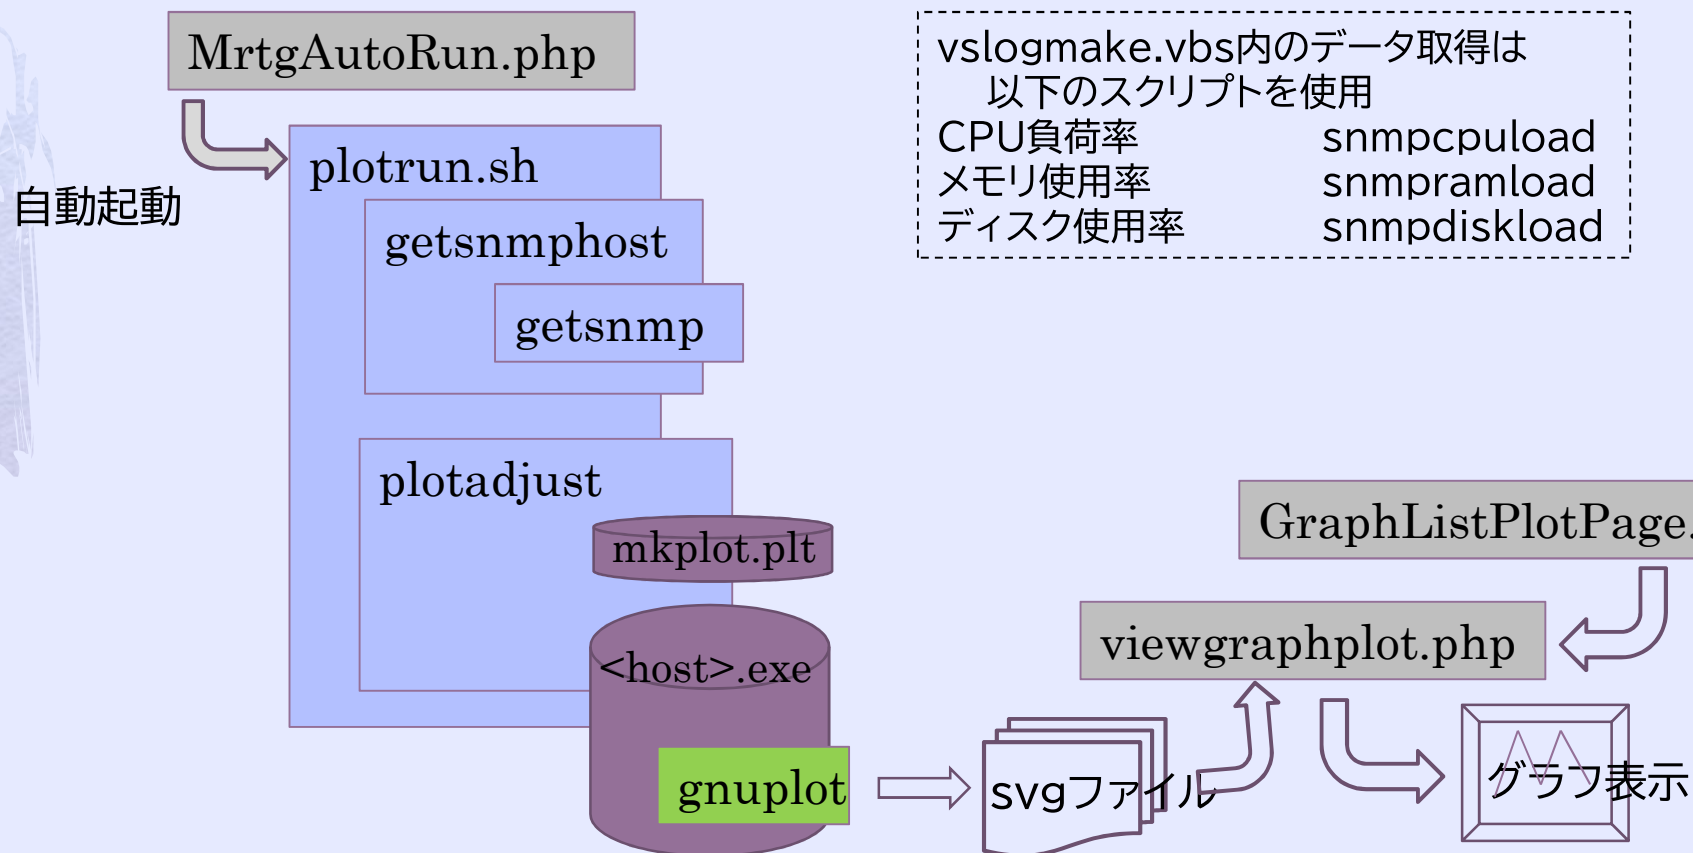 MrtgAutoRun.php
vslogmake.vbs内のデータ取得は
以下のスクリプトを使用
CPU負荷率 snmpcpuload
メモリ使用率 snmpramload
ディスク使用率 snmpdiskload
plotrun.sh
自動起動
getsnmphost
getsnmp
plotadjust
mkplot.plt
GraphListPlotPage.
viewgraphplot.php
<host>.exe
gnuplot
svgファイル
グラフ表示